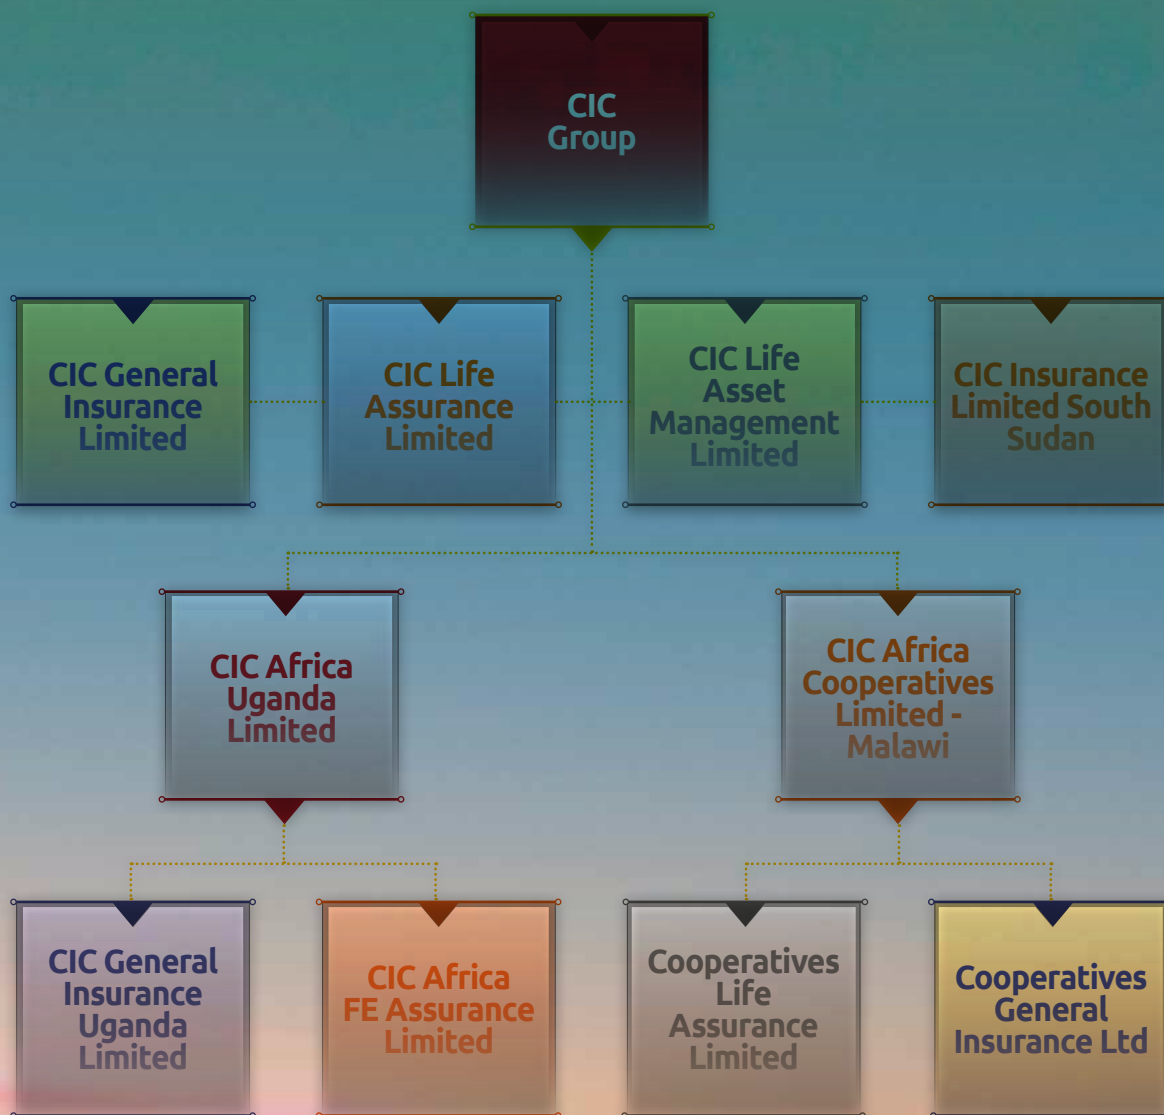 CIC
Group
CIC General
Insurance
Limited
CIC Life
Assurance
Limited
CIC Life
Asset
Management
Limited
CIC Insurance
Limited South
Sudan
CIC Africa
Uganda
Limited
CIC Africa
Cooperatives
Limited -
Malawi
CIC General
Insurance
Uganda
Limited
CIC Africa
FE Assurance
Limited
Cooperatives
Life
Assurance
Limited
Cooperatives
General
Insurance Ltd